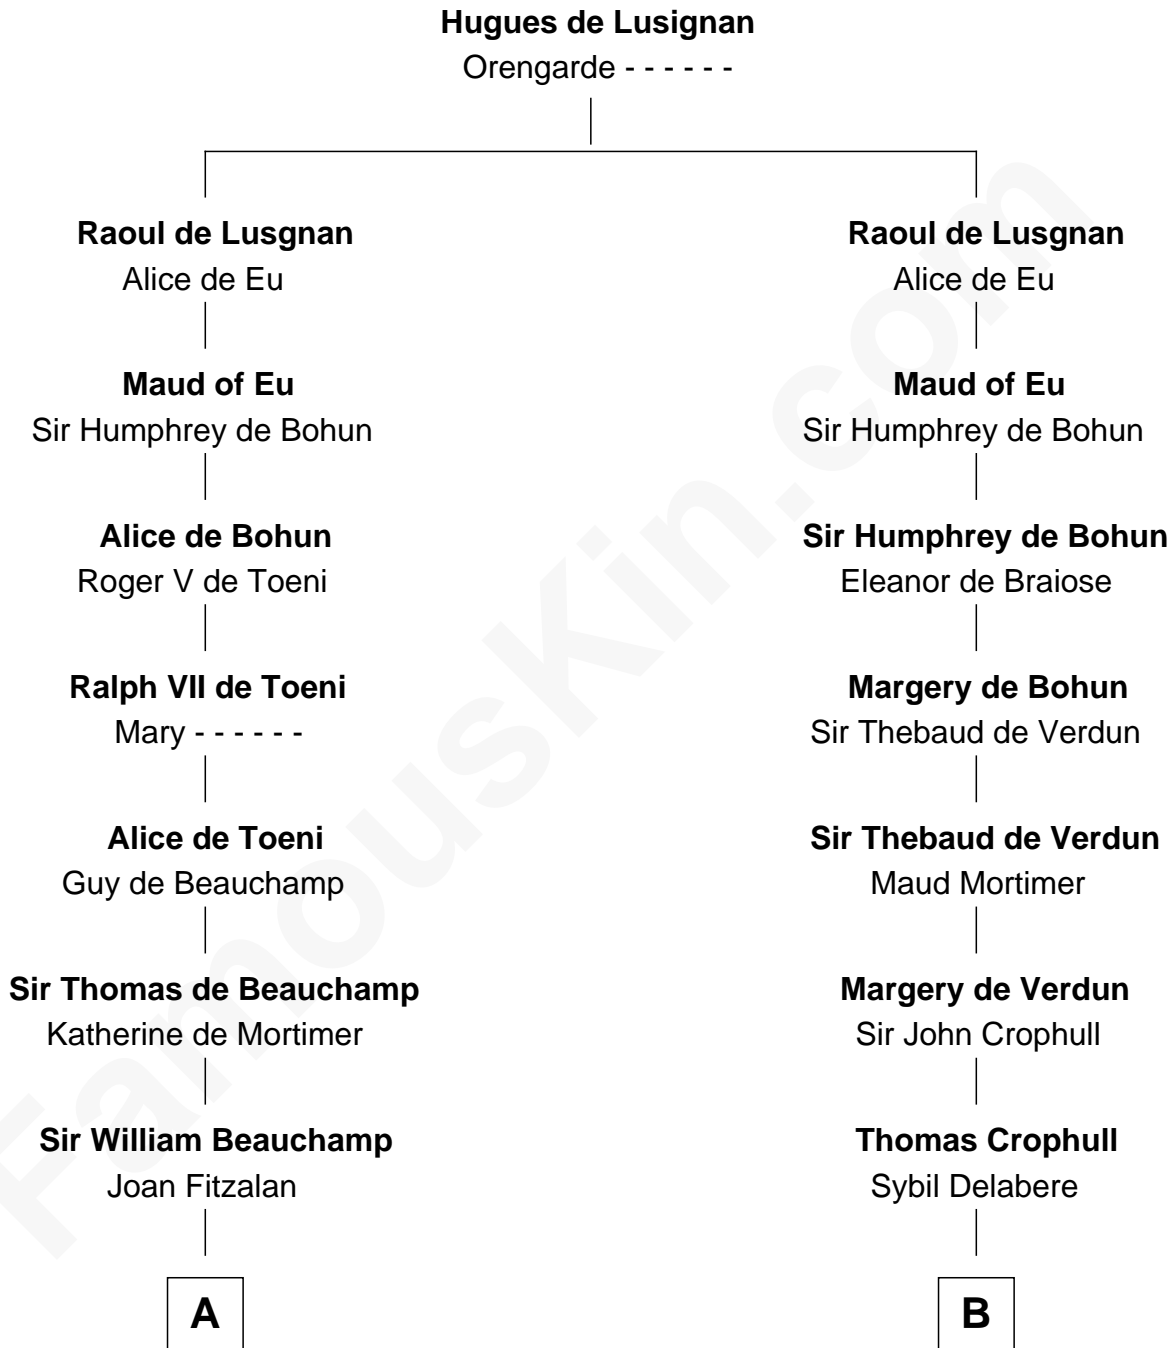 Hugues de Lusignan
Orengarde - - - - - -
Raoul de Lusgnan
Alice de Eu
Maud of Eu
Sir Humphrey de Bohun
Alice de Bohun
Roger V de Toeni
Ralph VII de Toeni
Mary - - - - - -
Alice de Toeni
Guy de Beauchamp
Sir Thomas de Beauchamp
Katherine de Mortimer
Sir William Beauchamp
Joan Fitzalan
A
Raoul de Lusgnan
Alice de Eu
Maud of Eu
Sir Humphrey de Bohun
Sir Humphrey de Bohun
Eleanor de Braiose
Margery de Bohun
Sir Thebaud de Verdun
Sir Thebaud de Verdun
Maud Mortimer
Margery de Verdun
Sir John Crophull
Thomas Crophull
Sybil Delabere
B
FamousKin.com